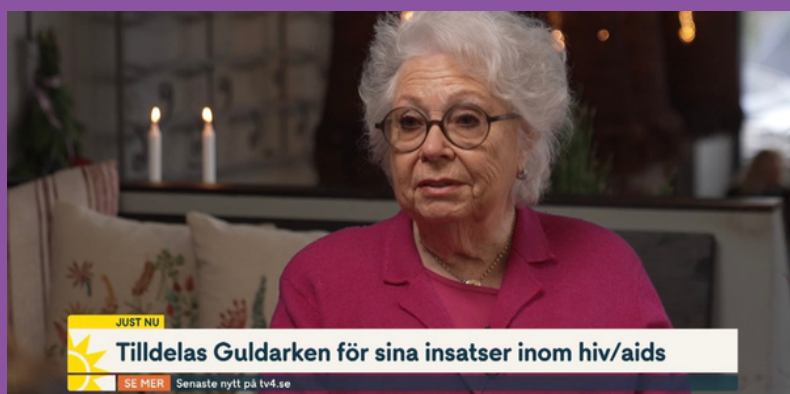 JUST NU
Tilldelas Guldarken för sina insatser inom hiv/aids
SE MER Senaste nytt på tv4.se